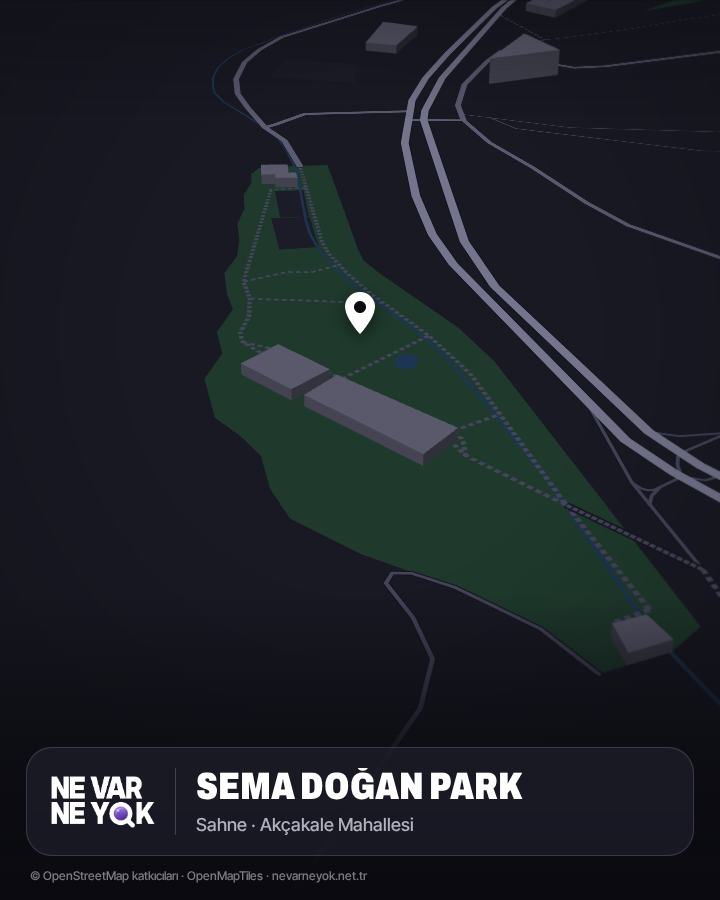 NE VAR
NE YOK
SEMA DOĞAN PARK
Sahne · Akçakale Mahallesi
© OpenStreetMap katkıcıları · OpenMapTiles · nevarneyok.net.tr